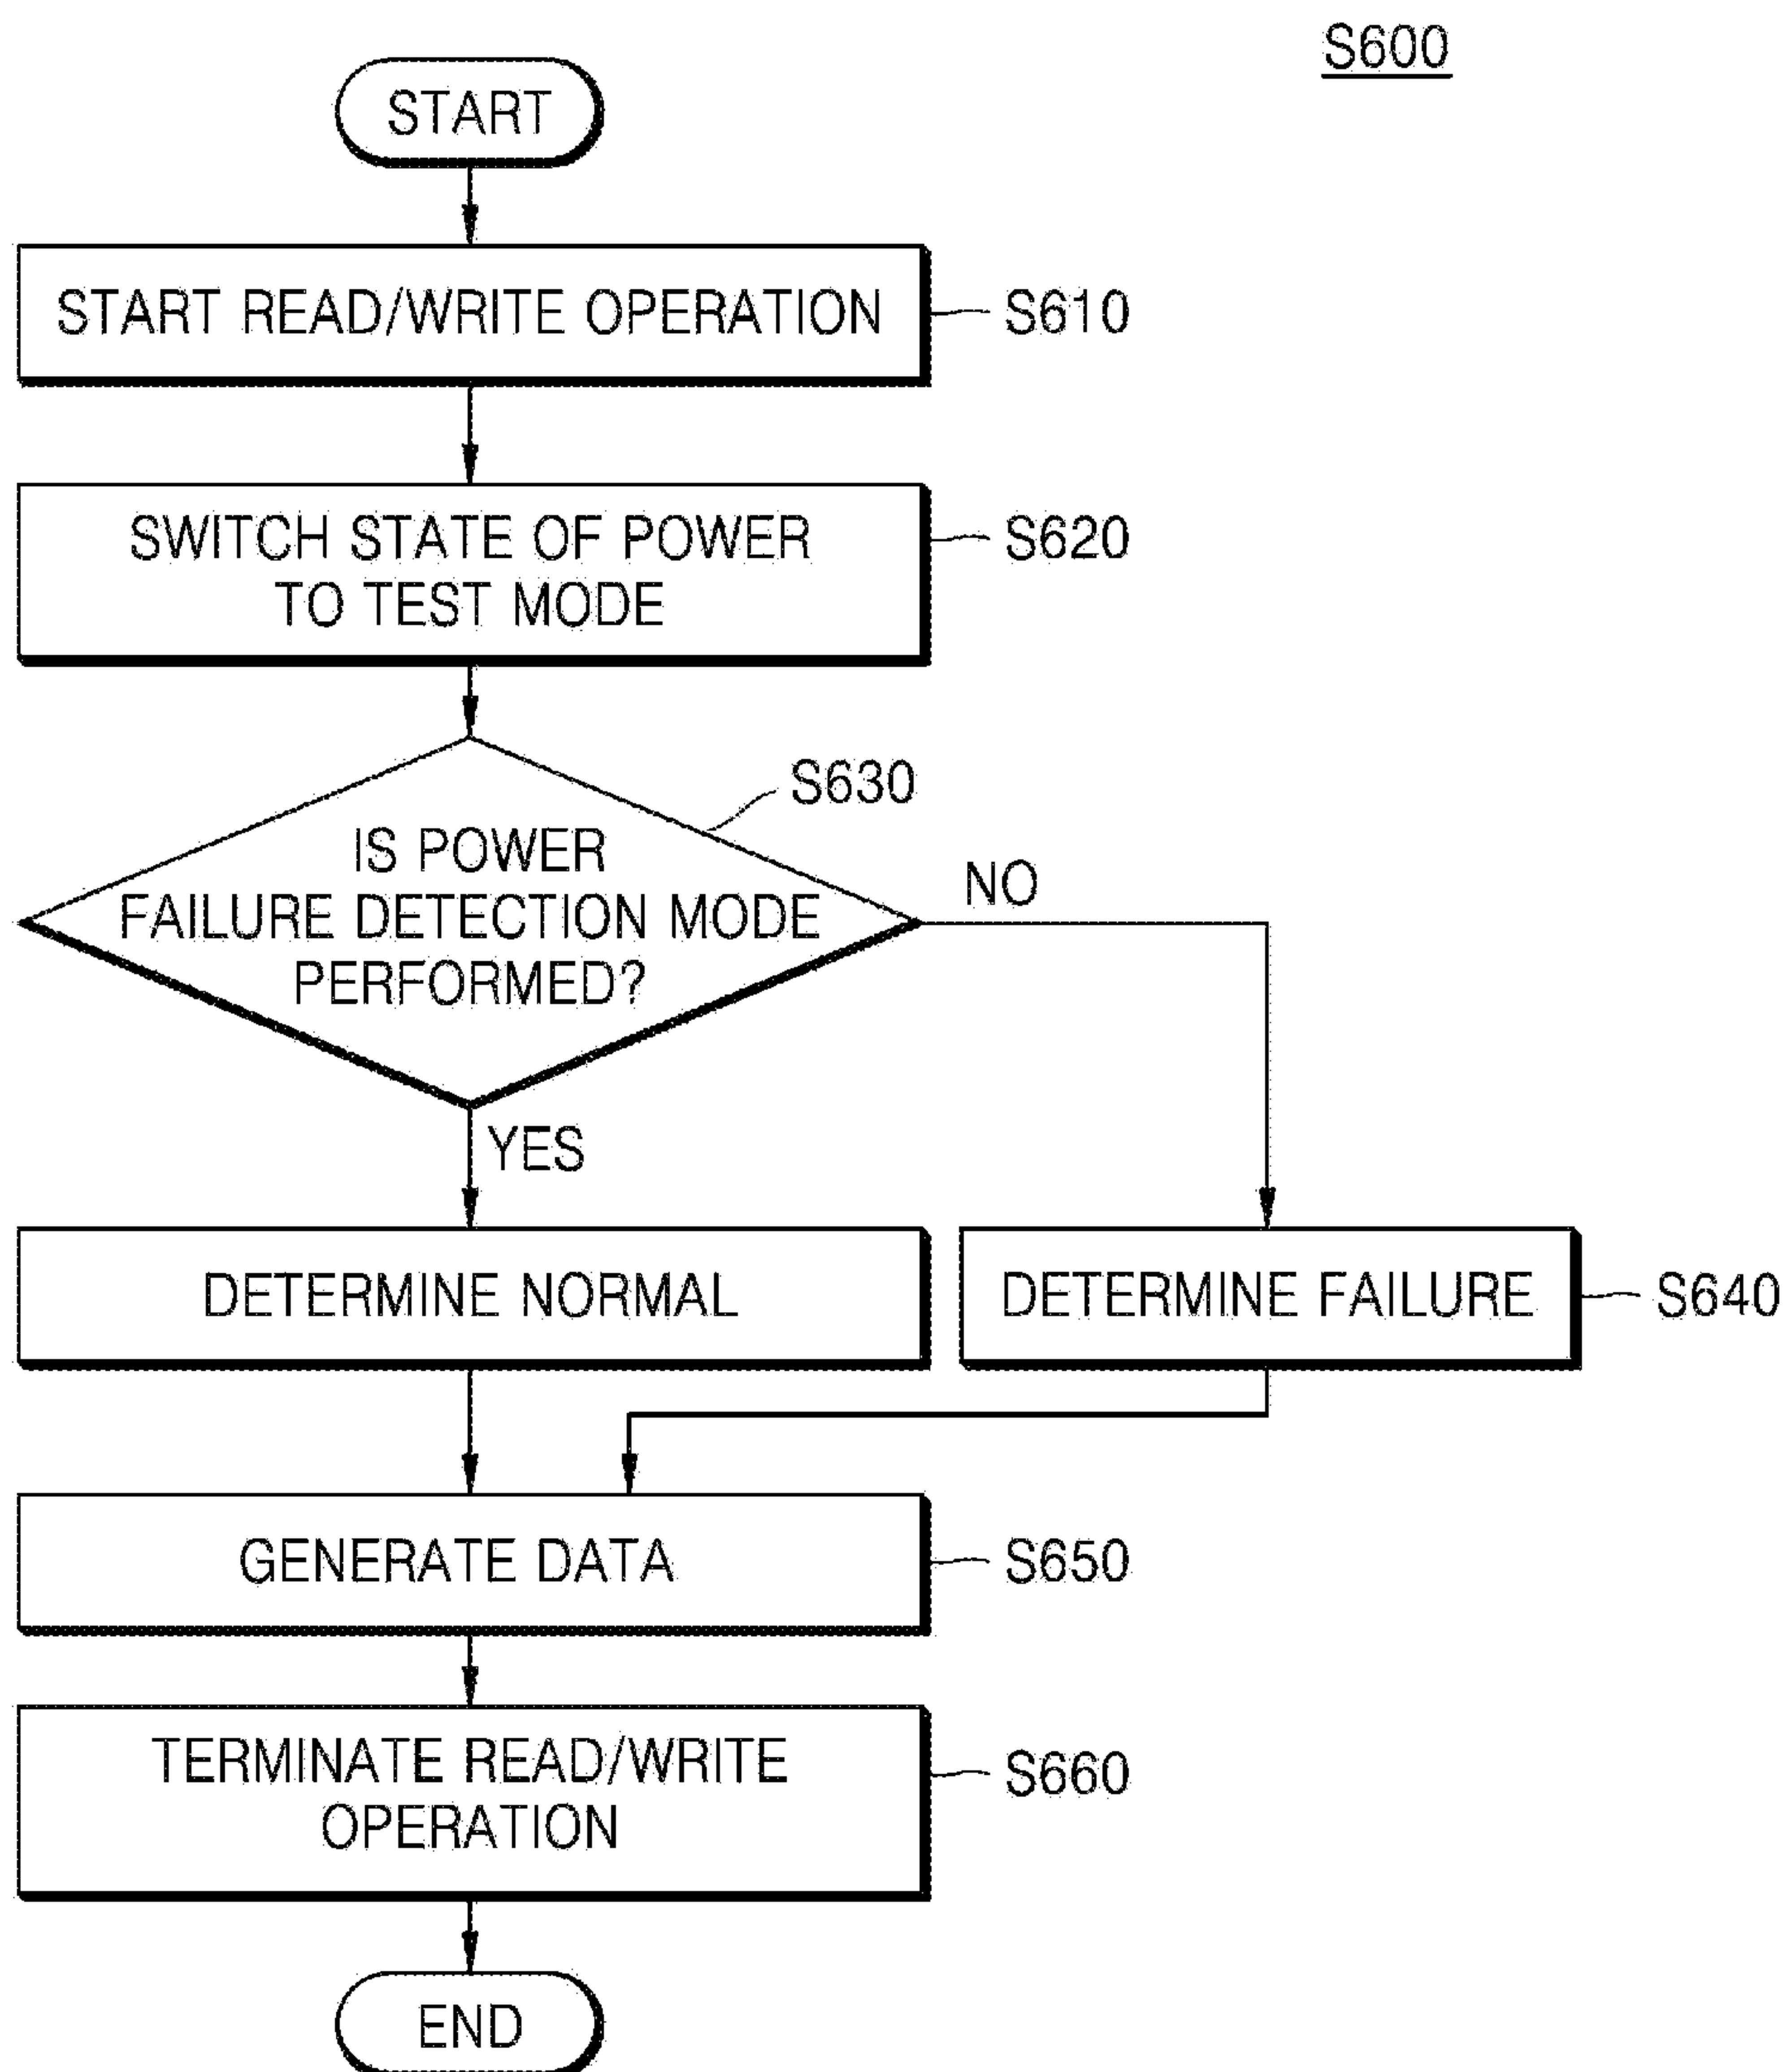 S600
START
START READ/WRITE OPERATION
S610
SWITCH STATE OF POWER
TO TEST MODE
S620
S630
IS POWER
FAILURE DETECTION MODE
PERFORMED?
NO
YES
DETERMINE NORMAL
DETERMINE FAILURE
S640
GENERATE DATA
S650
TERMINATE READ/WRITE
OPERATION
S660
END